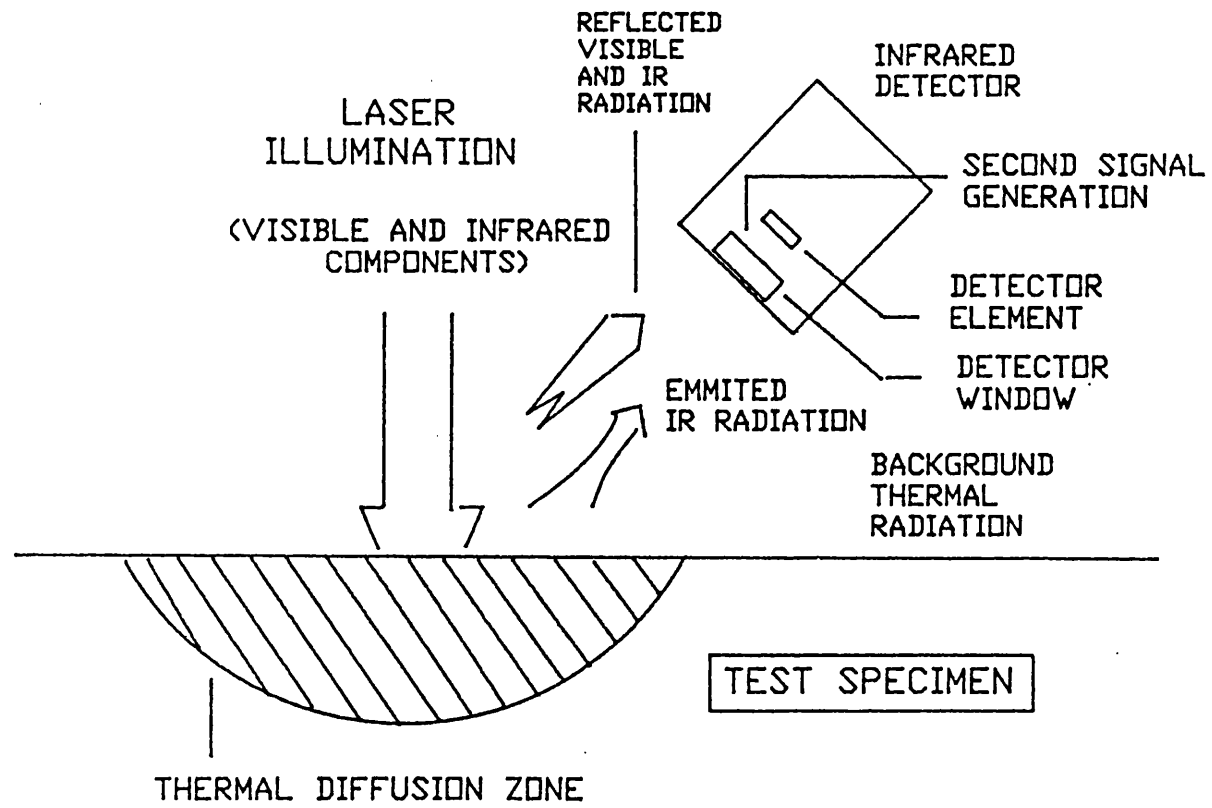 REFLECTED
VISIBLE
AND IR
RADIATION
INFRARED
DETECTOR
LASER
ILLUMINATION
SECOND SIGNAL
GENERATION
(VISIBLE AND INFRARED
COMPONENTS)
DETECTOR
ELEMENT
DETECTOR
WINDOW
EMMITED
IR RADIATION
BACKGROUND
THERMAL
RADIATION
TEST SPECIMEN
THERMAL DIFFUSION ZONE